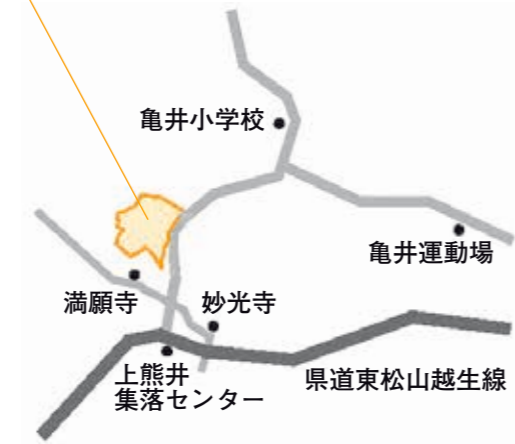 亀井小学校
亀井運動場
満願寺
妙光寺
上熊井
集落センター
県道東松山越生線